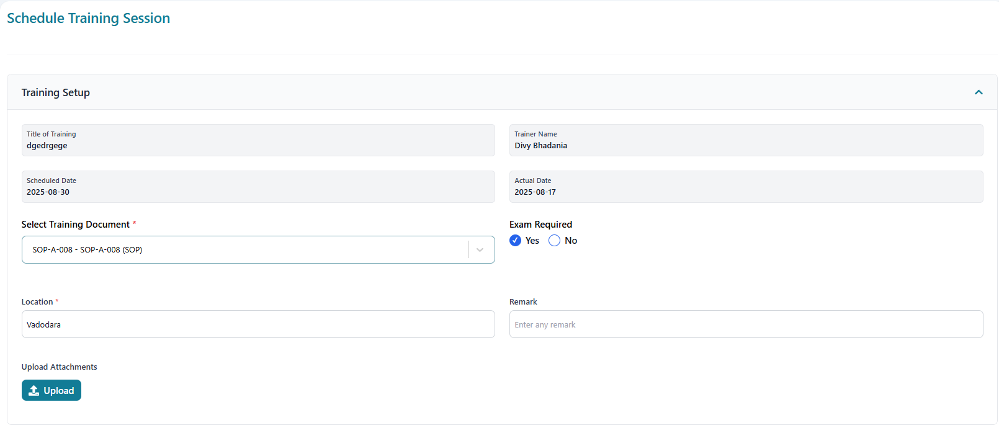 Schedule Training Session
Training Setup
Title of Training
dgedrgege
Trainer Name
Divy Bhadania
Scheduled Date
2025-08-30
Actual Date
2025-08-17
Select Training Document *
SOP-A-008 - SOP-A-008 (SOP)
Exam Required
Yes No
Location *
Vadodara
Remark
Enter any remark
Upload Attachments
Upload